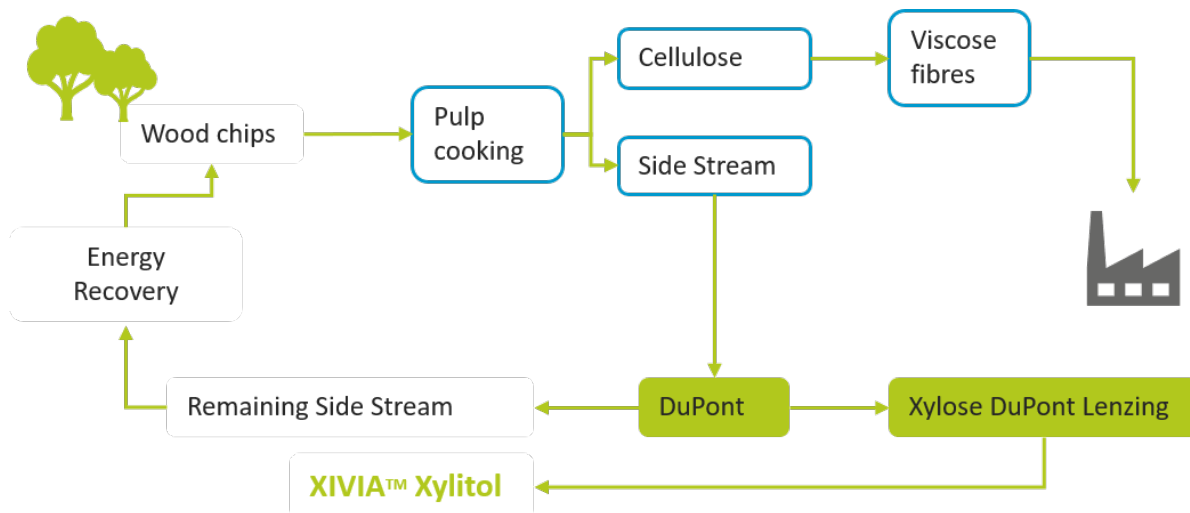 Cellulose
Viscose
fibres
Wood chips
Pulp
cooking
Side Stream
Energy
Recovery
Remaining Side Stream
DuPont
Xylose DuPont Lenzing
XIVIA™ Xylitol